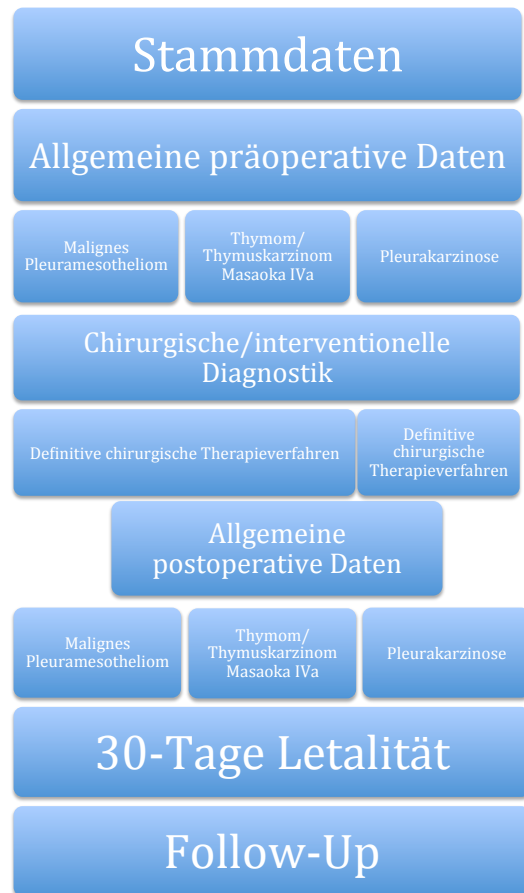 Stammdaten
Allgemeine präoperative Daten
Malignes
Pleuramesotheliom
Thymom/
Thymuskarzinom
Masaoka IVa
Pleurakarzinose
Chirurgische/interventionelle
Diagnostik
Definitive chirurgische Therapieverfahren
Definitive
chirurgische
Therapieverfahren
Allgemeine
postoperative Daten
Malignes
Pleuramesotheliom
Thymom/
Thymuskarzinom
Masaoka IVa
Pleurakarzinose
30-Tage Letalität
Follow-Up